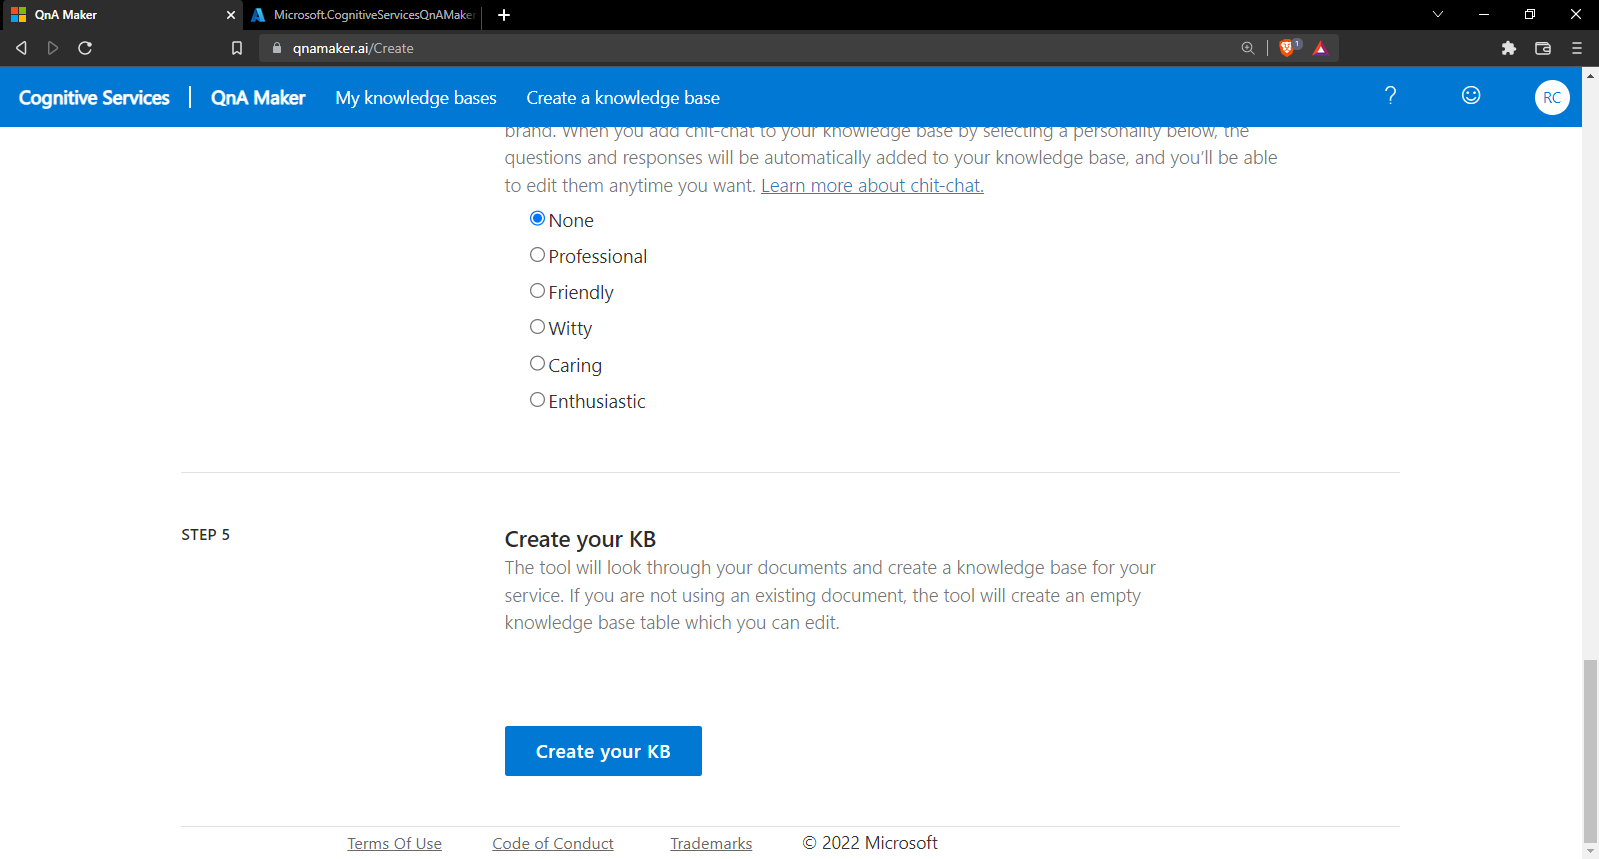 QnA Maker
Microsoft.CognitiveServicesQnAMake
qnamaker.ai/Create
1
Cognitive Services | QnA Maker My knowledge bases Create a knowledge base ? RC
brand. When you add chit-chat to your knowledge base by selecting a personality below, the
questions and responses will be automatically added to your knowledge base, and you'll be able
to edit them anytime you want. Learn more about chit-chat.
None
Professional
Friendly
Witty
Caring
Enthusiastic
STEP 5
Create your KB
The tool will look through your documents and create a knowledge base for your
service. If you are not using an existing document, the tool will create an empty
knowledge base table which you can edit.
Create your KB
Terms Of Use Code of Conduct Trademarks © 2022 Microsoft